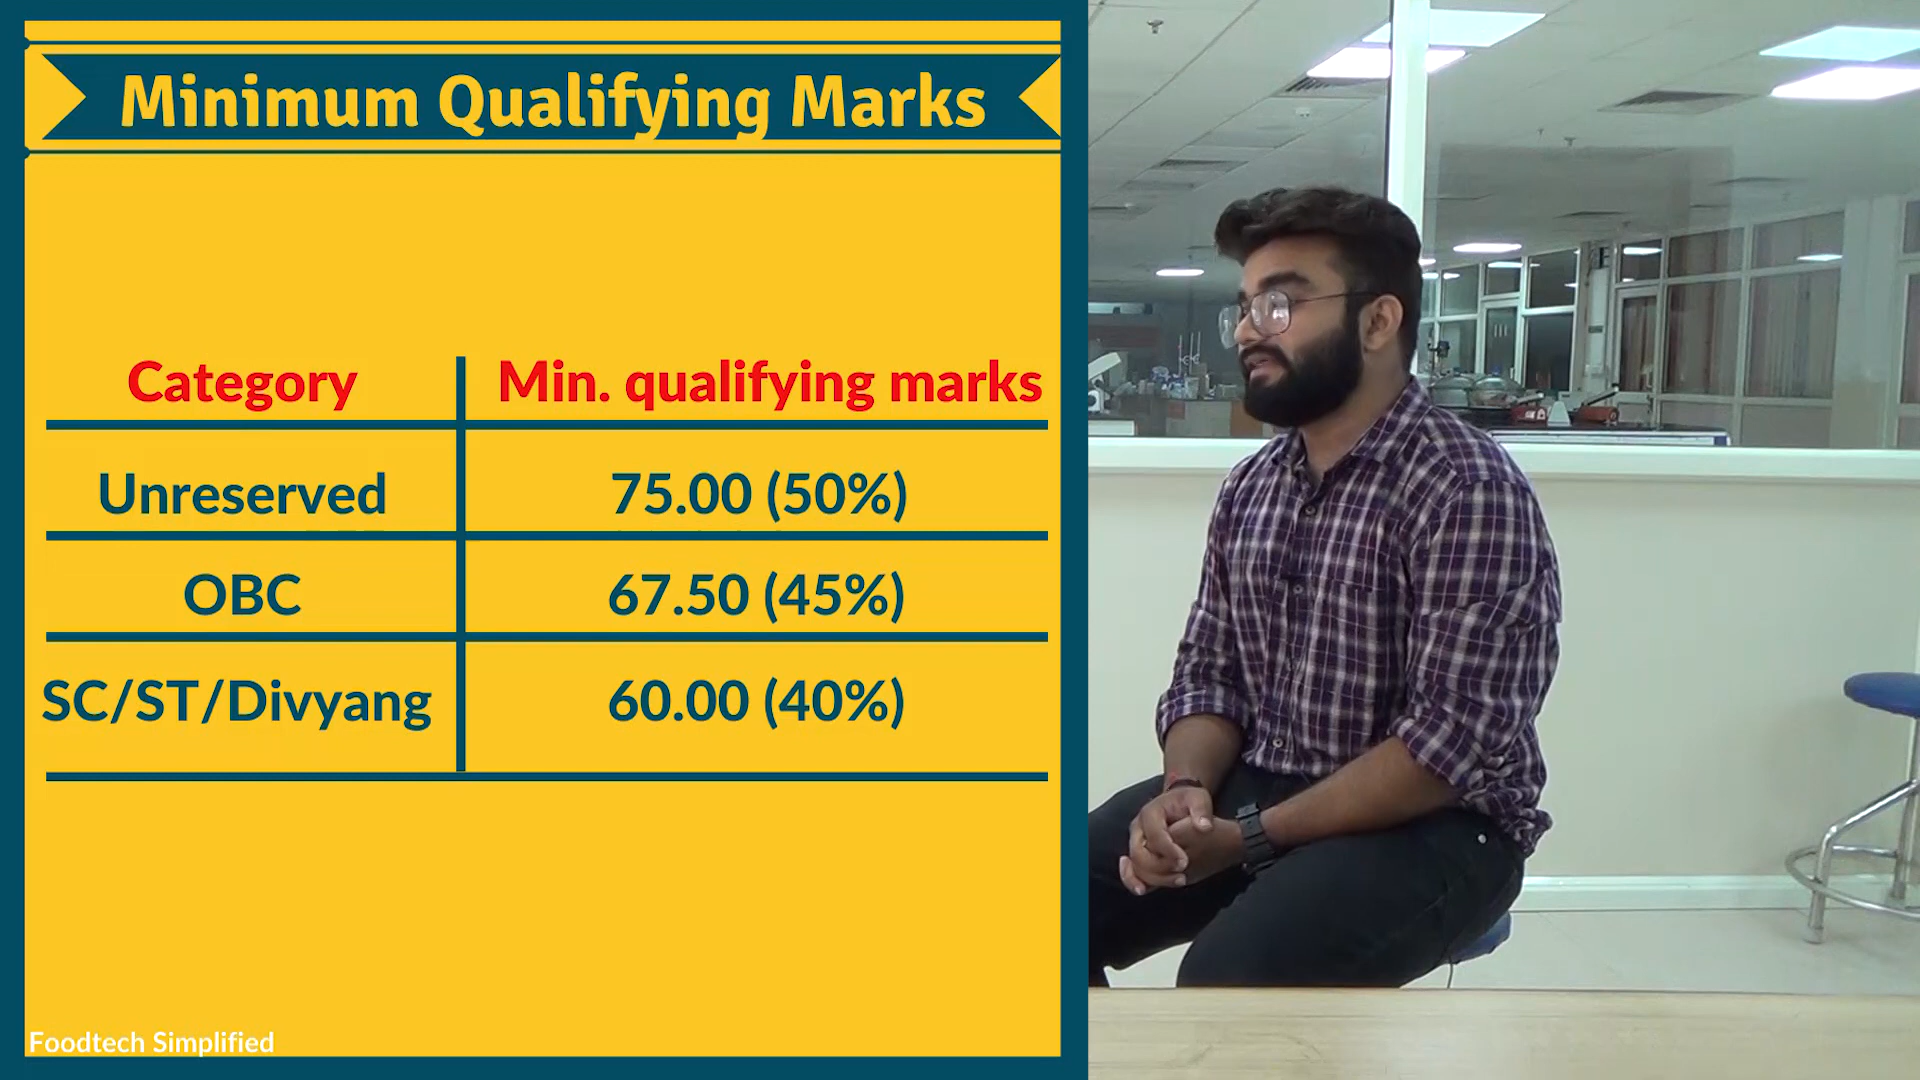 Minimum Qualifying Marks
Category Min. qualifying marks
Unreserved 75.00 (50%)
OBC 67.50 (45%)
SC/ST/Divyang 60.00 (40%)
Foodtech Simplified